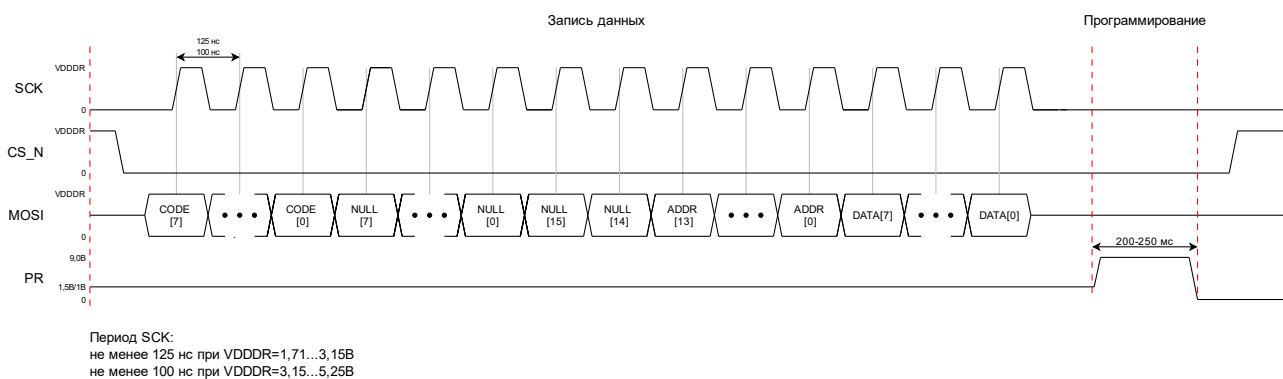 Запись данных
Программирование
125 нс
100 нс
VDDDR
SCK
0
VDDDR
CS_N
0
VDDDR
MOSI
0
CODE
[7]
• • •
CODE
[0]
NULL
[7]
• • •
NULL
[0]
NULL
[15]
NULL
[14]
ADDR
[13]
• • •
ADDR
[0]
DATA[7]
• • •
DATA[0]
200-250 мс
9,0В
PR
1,5В/1В
0
Период SCK:
не менее 125 нс при VDDDR=1,71...3,15В
не менее 100 нс при VDDDR=3,15...5,25В